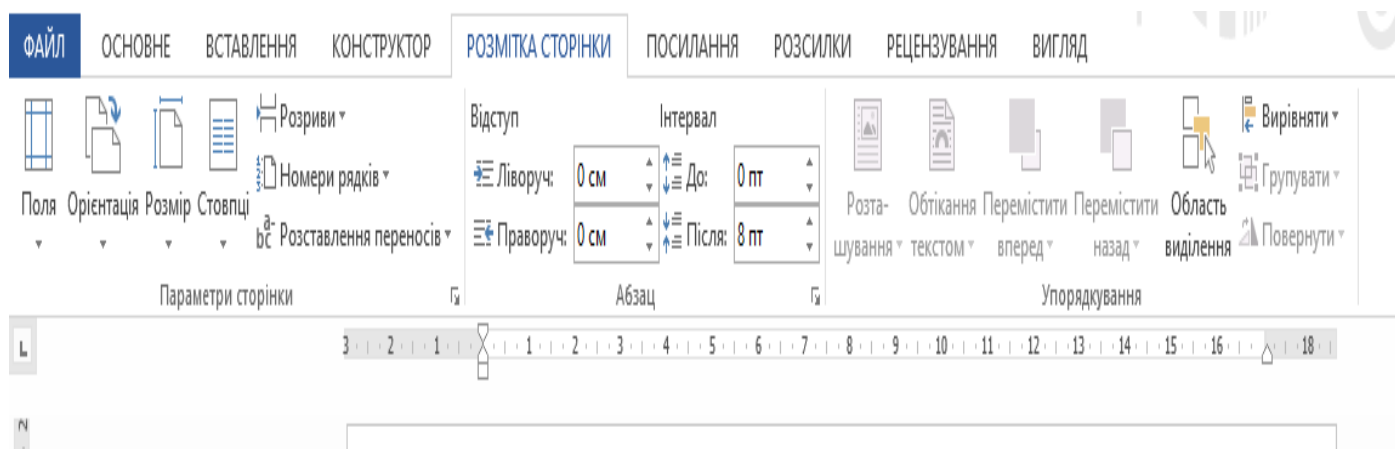 ФАЙЛ ОСНОВНЕ ВСТАВЛЕННЯ КОНСТРУКТОР РОЗМІТКА СТОРІНКИ ПОСИЛАННЯ РОЗСИЛКИ РЕЦЕНЗУВАННЯ ВИГЛЯД
Поля
Орієнтація
Розмір
Стовпці
Розриви
Номери рядків
Розставлення переносів
Параметри сторінки
Відступ
Ліворуч: 0 см
Праворуч: 0 см
Інтервал
До: 0 пт
Після: 8 пт
Абзац
Розта-
шування
Обтікання
текстом
Перемістити
вперед
Перемістити
назад
Область
виділення
Вирівняти
Групувати
Повернути
Упорядкування
L
3 2 1 1 2 3 4 5 6 7 8 9 10 11 12 13 14 15 16 18
2